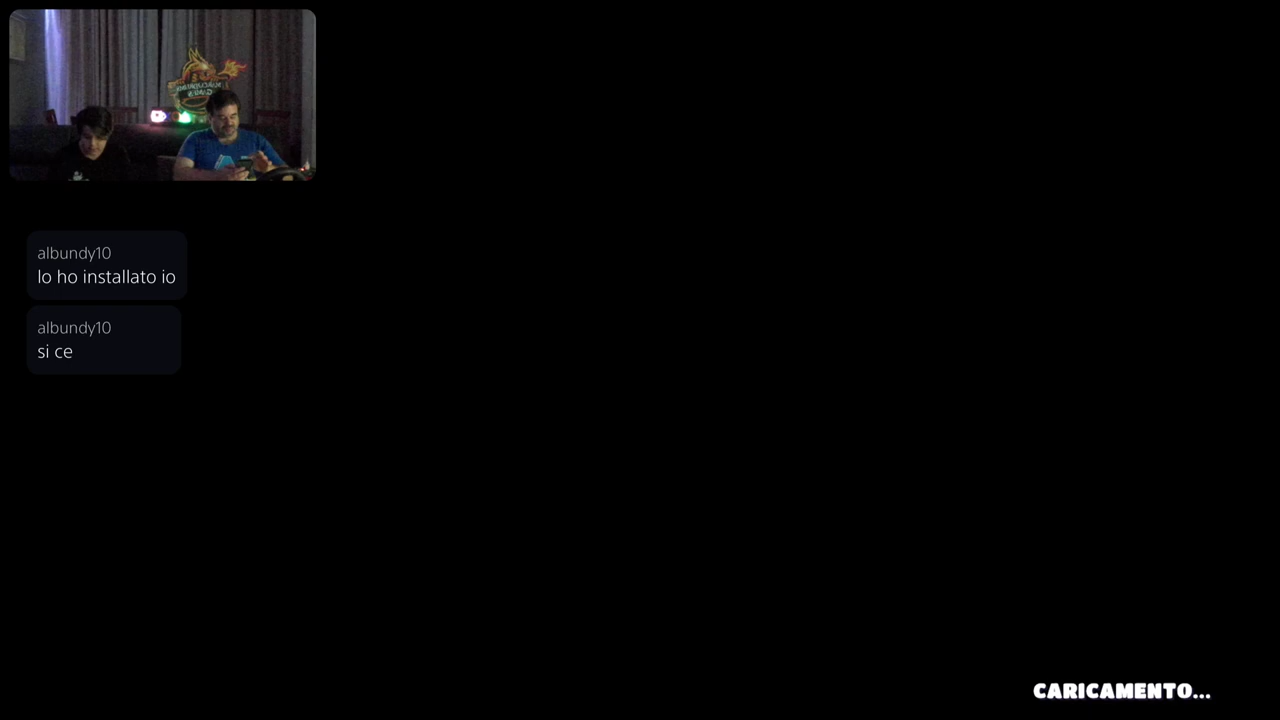 albundy10
lo ho installato io
albundy10
si ce
CARICAMENTO...